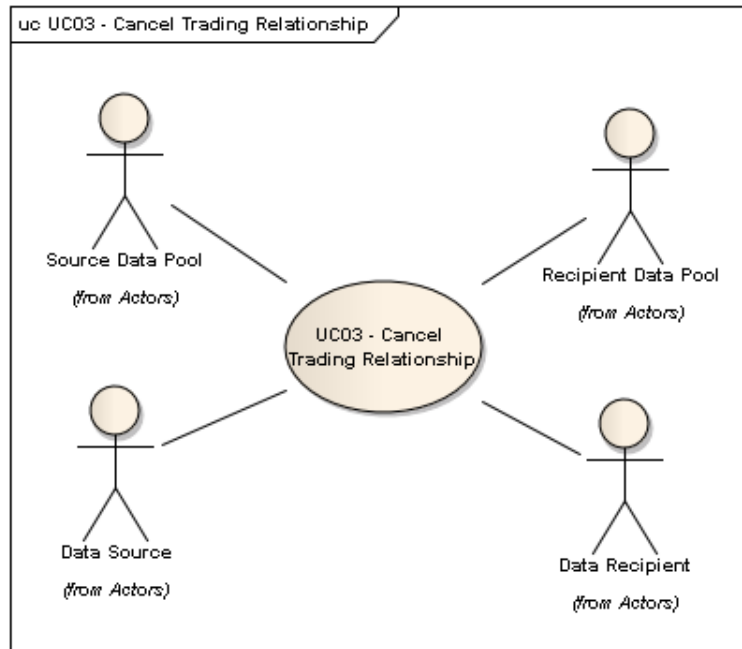 uc UC03 - Cancel Trading Relationship
Source Data Pool
(from Actors)
Recipient Data Pool
(from Actors)
UC03 - Cancel
Trading Relationship
Data Source
(from Actors)
Data Recipient
(from Actors)